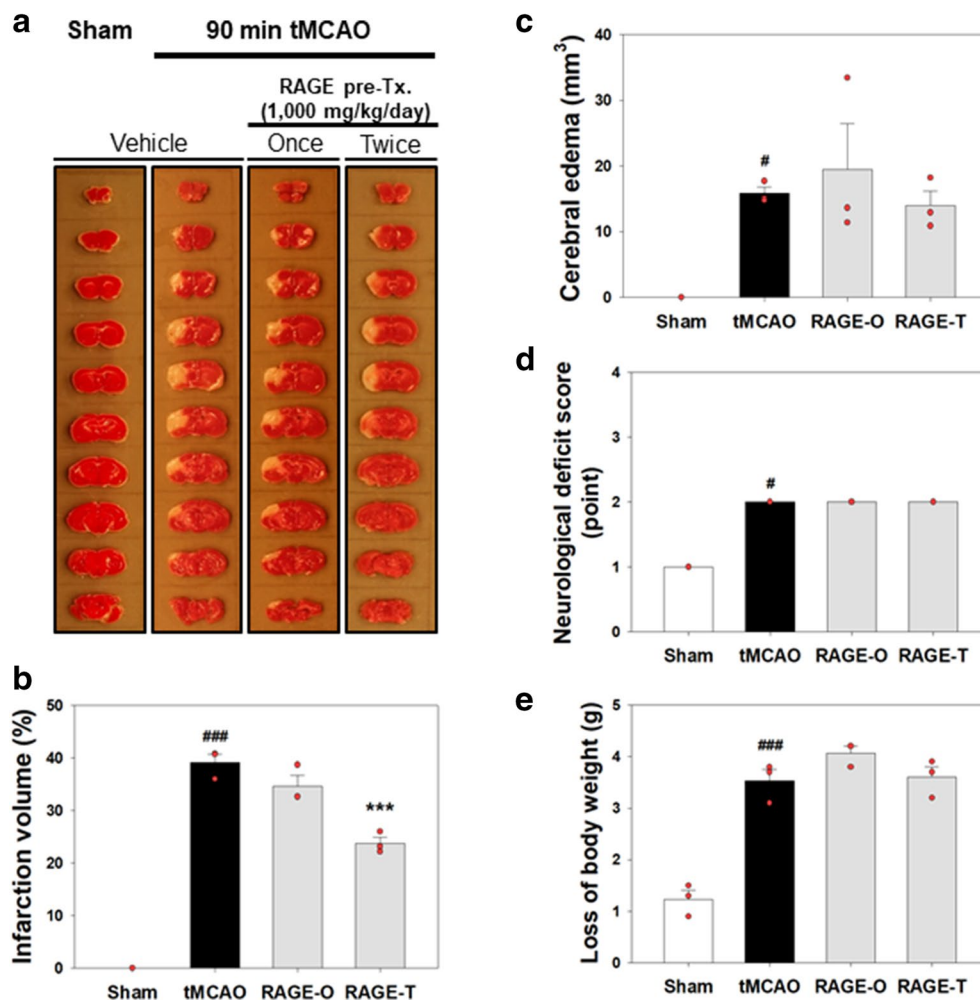 a
Sham
90 min tMCAO
RAGE pre-Tx.
(1,000 mg/kg/day)
Vehicle
Once
Twice
b
Infarction volume (%)
50
40
30
20
10
0
###
***
Sham
tMCAO
RAGE-O
RAGE-T
c
Cerebral edema (mm³)
40
30
20
10
0
#
Sham
tMCAO
RAGE-O
RAGE-T
d
Neurological deficit score
(point)
4
3
2
1
0
#
Sham
tMCAO
RAGE-O
RAGE-T
e
Loss of body weight (g)
5
4
3
2
1
0
###
Sham
tMCAO
RAGE-O
RAGE-T